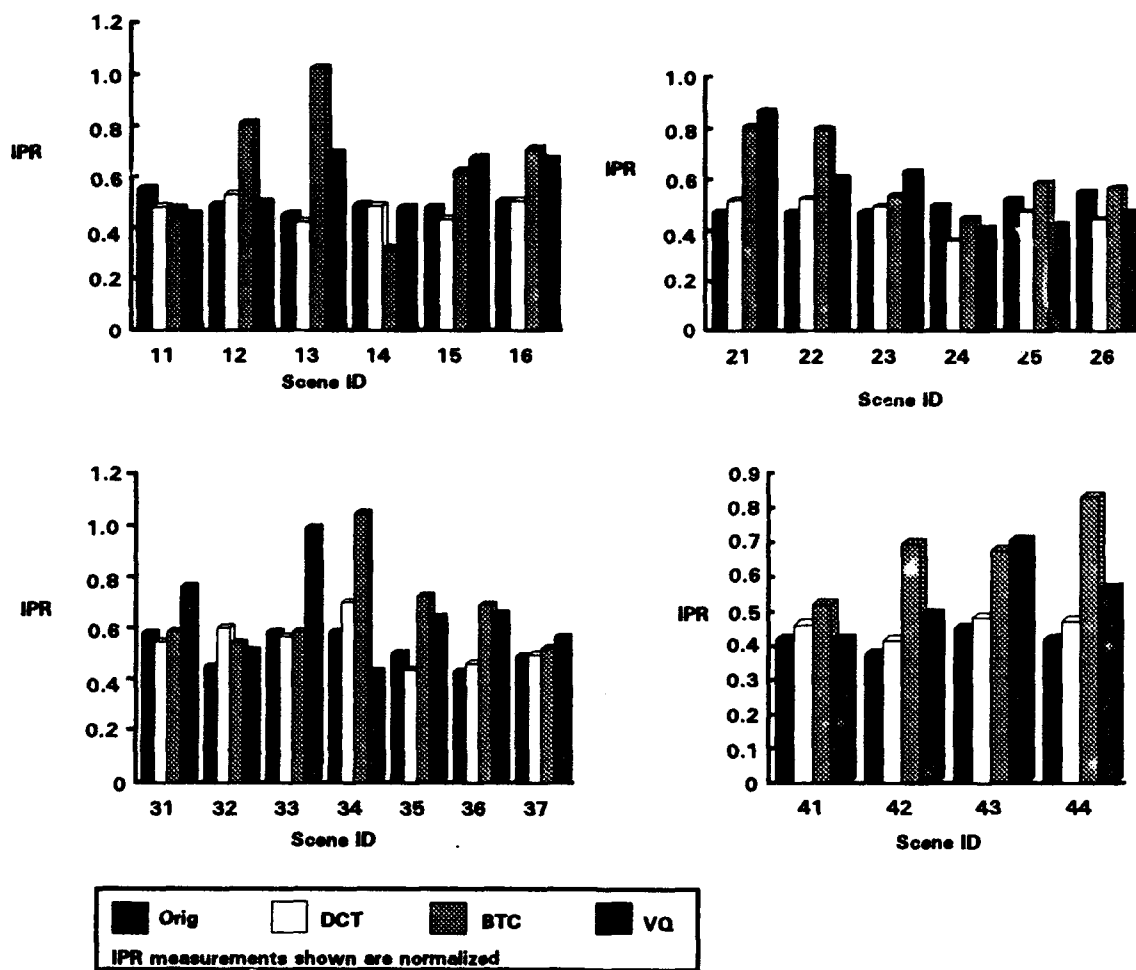 1.2
1.0
0.8
IPR
0.6
0.4
0.2
0
11 12 13 14 15 16
Scene ID
1.0
0.8
IPR
0.6
0.4
0.2
0
21 22 23 24 25 26
Scene ID
1.2
1.0
0.8
IPR
0.6
0.4
0.2
0
31 32 33 34 35 36 37
Scene ID
0.9
0.8
0.7
0.6
IPR
0.5
0.4
0.3
0.2
0.1
0
41 42 43 44
Scene ID
Orig DCT BTC VQ
IPR measurements shown are normalized